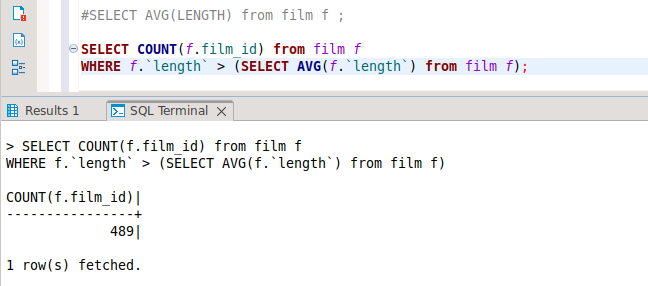 #SELECT AVG(LENGTH) from film f ;
SELECT COUNT(f.film_id) from film f
WHERE f.`length` > (SELECT AVG(f.`length`) from film f);
Results 1 SQL Terminal
> SELECT COUNT(f.film_id) from film f
WHERE f.`length` > (SELECT AVG(f.`length`) from film f)
COUNT(f.film_id)|
----------------+
489|
1 row(s) fetched.